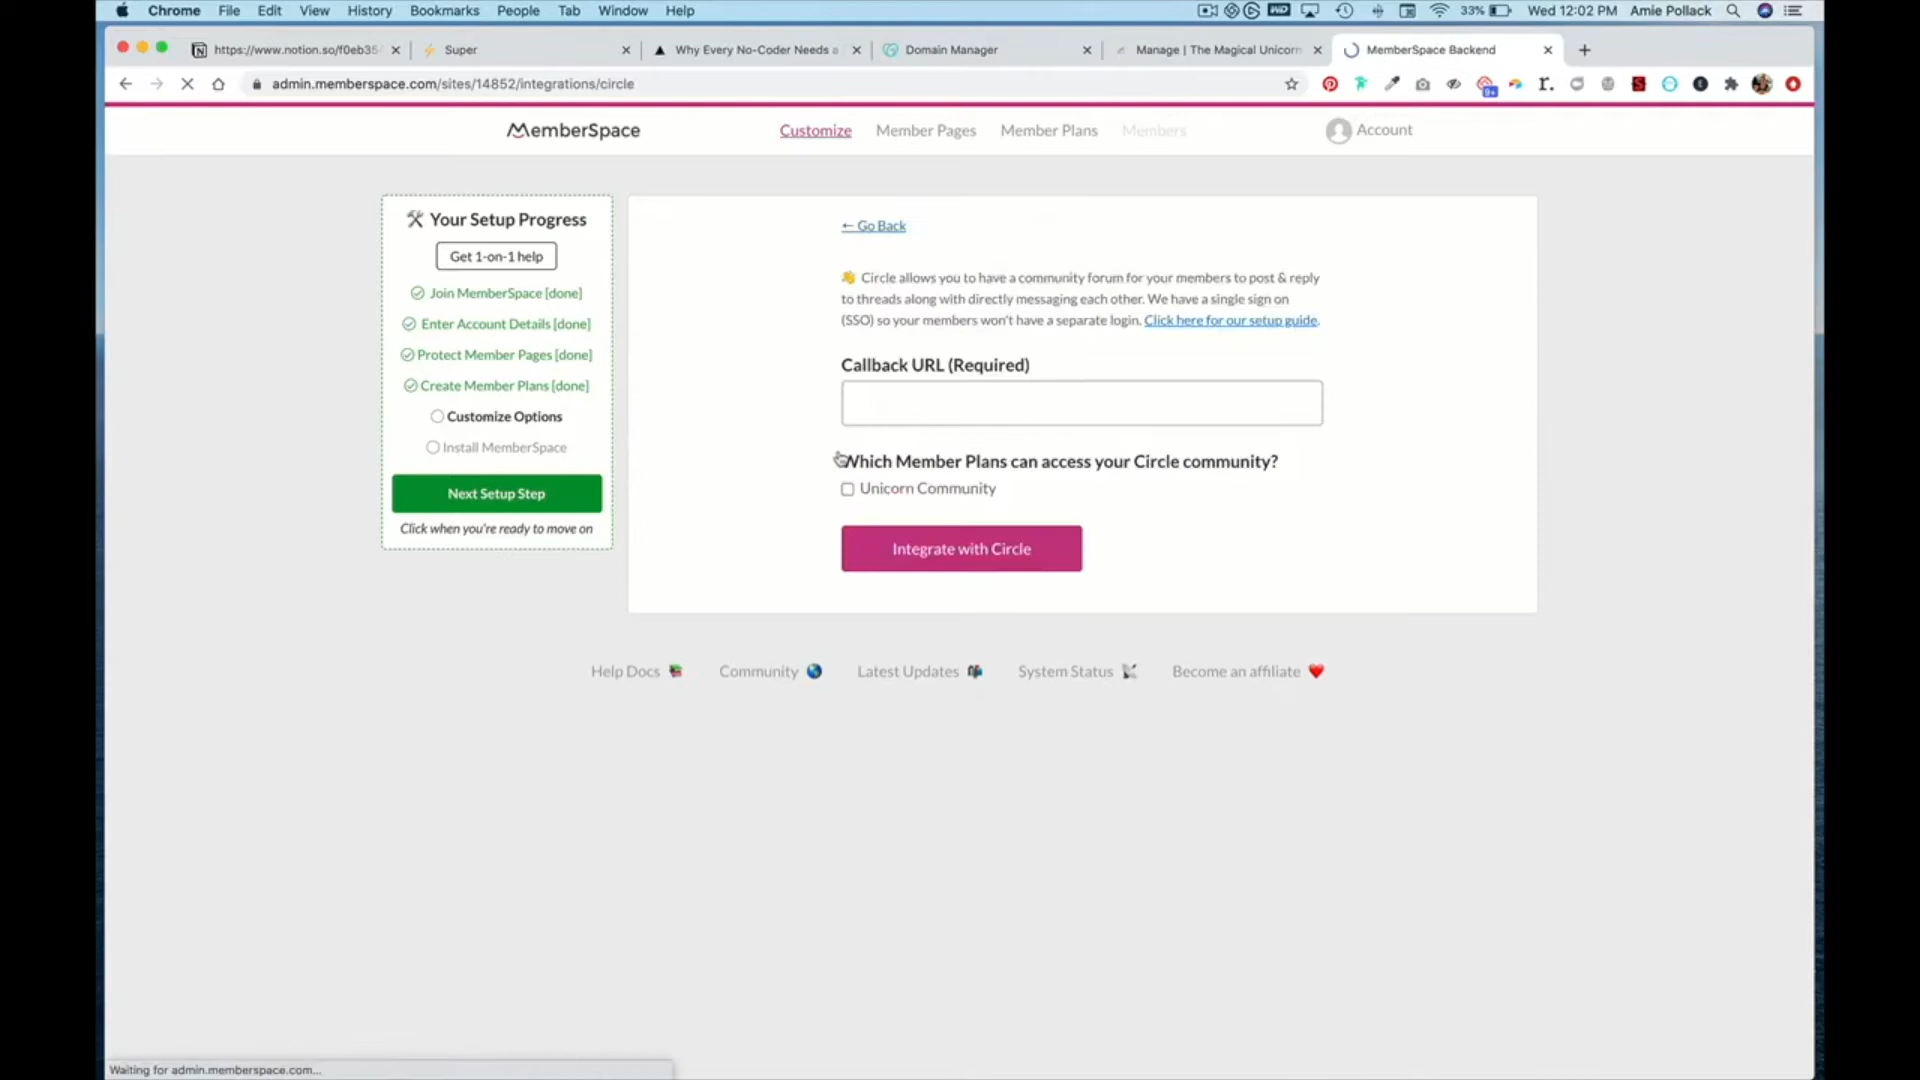 Chrome File Edit View History Bookmarks People Tab Window Help 33% Wed 12:02 PM Amie Pollack
https://www.notion.so/f0eb35 Super Why Every No-Coder Needs a Domain Manager Manage | The Magical Unicorn MemberSpace Backend
admin.memberspace.com/sites/14852/integrations/circle
9+ r.
MemberSpace Customize Member Pages Member Plans Members Account
Your Setup Progress
Get 1-on-1 help
Join MemberSpace [done]
Enter Account Details [done]
Protect Member Pages [done]
Create Member Plans [done]
Customize Options
Install MemberSpace
Next Setup Step
Click when you're ready to move on
← Go Back
Circle allows you to have a community forum for your members to post & reply
to threads along with directly messaging each other. We have a single sign on
(SSO) so your members won't have a separate login. Click here for our setup guide.
Callback URL (Required)
Which Member Plans can access your Circle community?
Unicorn Community
Integrate with Circle
Help Docs Community Latest Updates System Status Become an affiliate
Waiting for admin.memberspace.com...